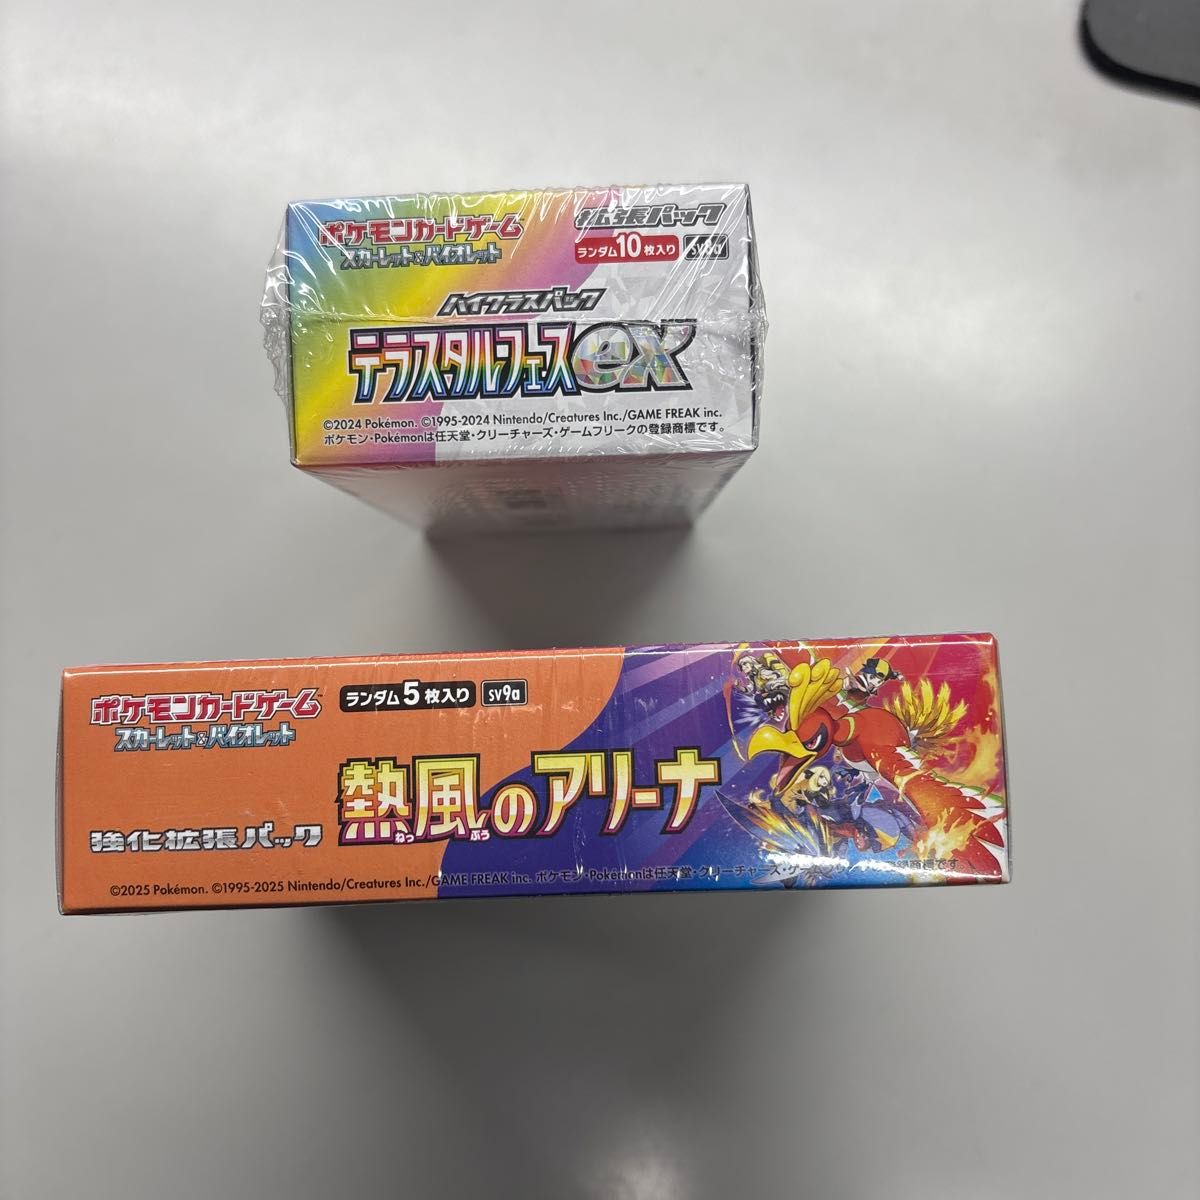 ポケモンカードゲーム
スカーレット&バイオレット
拡張パック
ランダム10枚入り SV8a
ハイクラスパック
テラスタルフェスex
©2024 Pokémon. ©1995-2024 Nintendo/Creatures Inc./GAME FREAK inc.
ポケモン・Pokémonは任天堂・クリーチャーズ・ゲームフリークの登録商標です。
ポケモンカードゲーム
スカーレット&バイオレット
ランダム5枚入り SV9a
熱風のアリーナ
ねっ ぷう
強化拡張パック
©2025 Pokémon. ©1995-2025 Nintendo/Creatures Inc./GAME FREAK inc. ポケモン・Pokémonは任天堂・クリーチャーズ・ゲー 登録商標です。